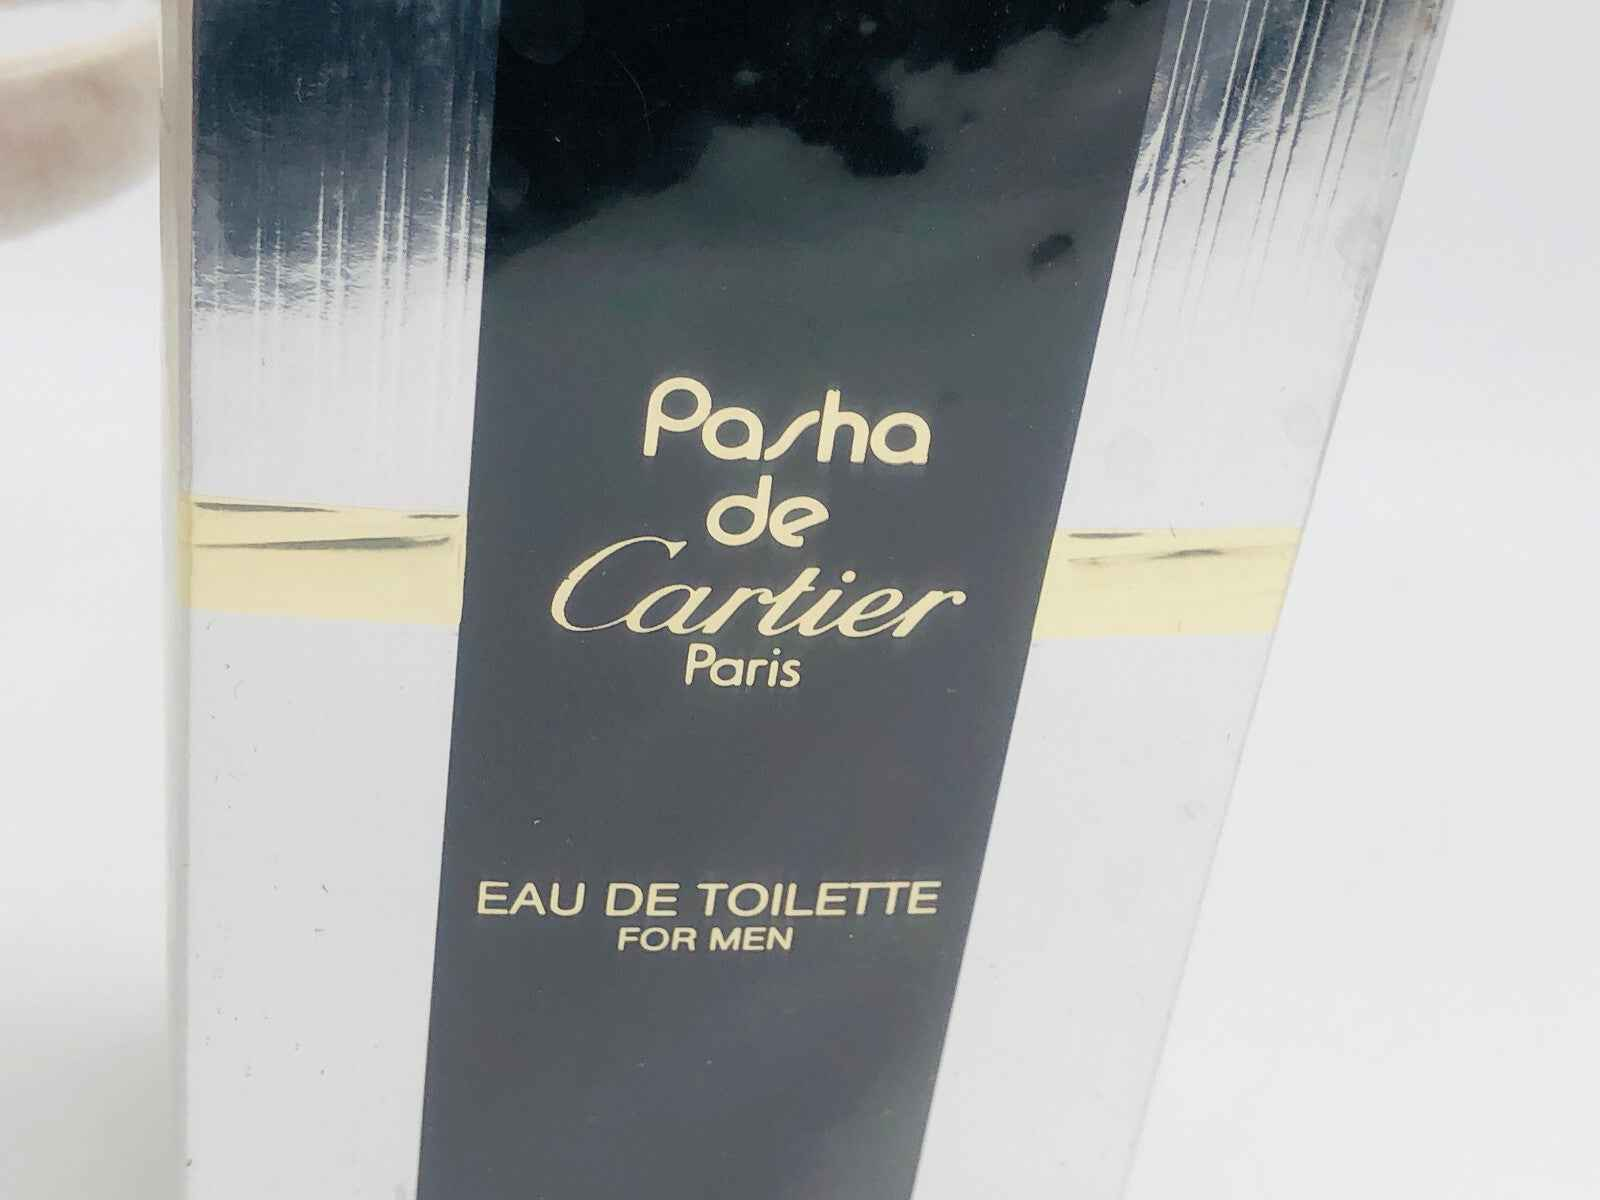 Pasha
de
Cartier
Paris
EAU DE TOILETTE
FOR MEN